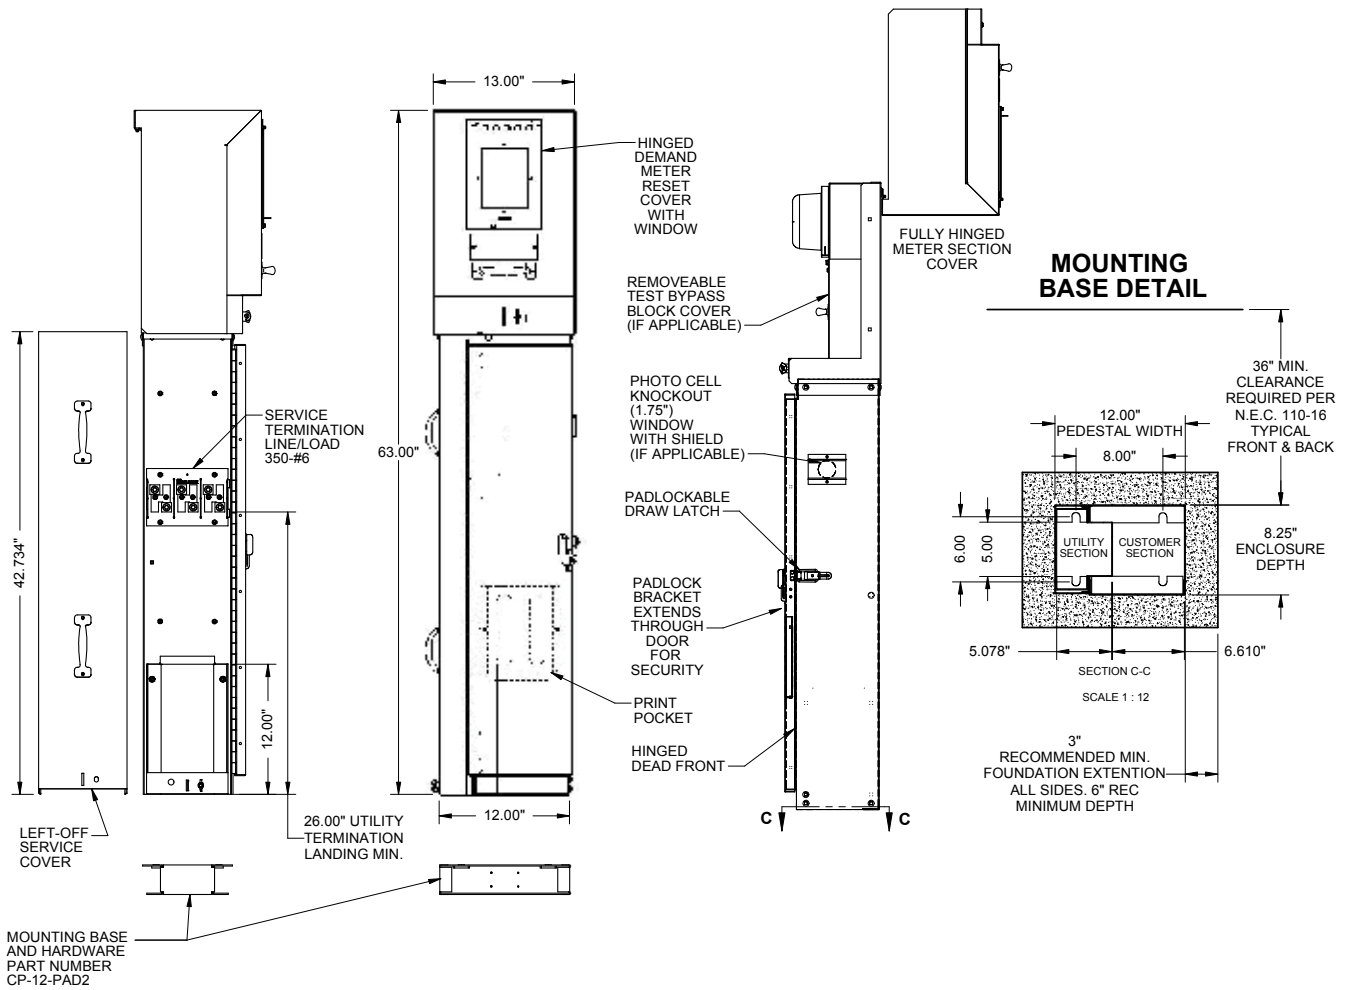 13.00"
HINGED
DEMAND
METER
RESET
COVER
WITH
WINDOW
FULLY HINGED
METER SECTION
COVER
MOUNTING
BASE DETAIL
REMOVEABLE
TEST BYPASS
BLOCK COVER
(IF APPLICABLE)
36" MIN.
CLEARANCE
REQUIRED PER
N.E.C. 110-16
TYPICAL
FRONT & BACK
PHOTO CELL
KNOCKOUT
(1.75")
WINDOW
WITH SHIELD
(IF APPLICABLE)
SERVICE
TERMINATION
LINE/LOAD
350-#6
63.00"
12.00"
PEDESTAL WIDTH
8.00"
PADLOCKABLE
DRAW LATCH
42.734"
6.00
5.00
UTILITY
SECTION
CUSTOMER
SECTION
8.25"
ENCLOSURE
DEPTH
PADLOCK
BRACKET
EXTENDS
THROUGH
DOOR
FOR
SECURITY
5.078"
6.610"
SECTION C-C
SCALE 1 : 12
PRINT
POCKET
12.00"
HINGED
DEAD FRONT
3"
RECOMMENDED MIN.
FOUNDATION EXTENTION
ALL SIDES. 6" REC
MINIMUM DEPTH
C C
12.00"
26.00" UTILITY
TERMINATION
LANDING MIN.
LEFT-OFF
SERVICE
COVER
MOUNTING BASE
AND HARDWARE
PART NUMBER
CP-12-PAD2